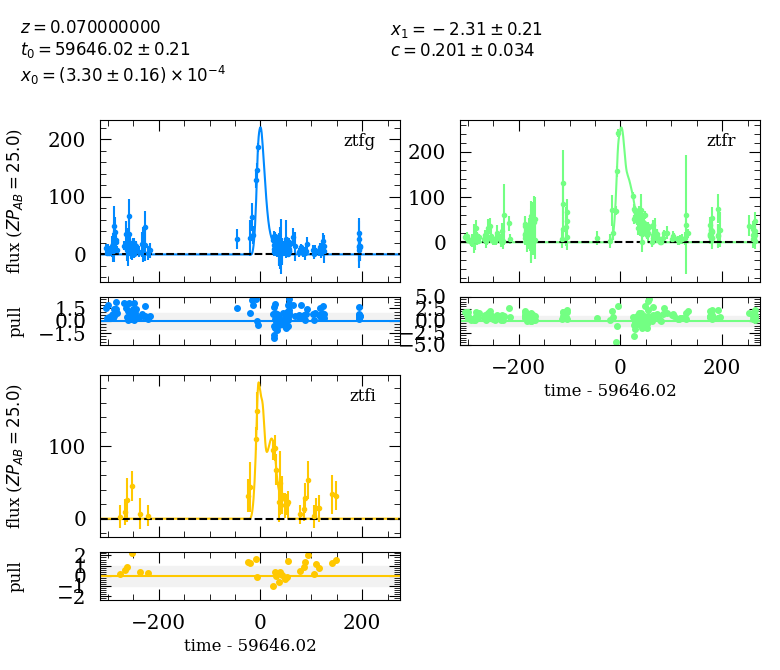 z = 0.070000000
t₀ = 59646.02 ± 0.21
x₀ = (3.30 ± 0.16) × 10⁻⁴
x₁ = −2.31 ± 0.21
c = 0.201 ± 0.034
ztfg
flux (ZP_AB = 25.0)
200
100
0
pull
1.5
0.0
−1.5
ztfr
200
100
0
5.0
2.5
0.0
−2.5
−5.0
−200 0 200
time - 59646.02
ztfi
flux (ZP_AB = 25.0)
100
0
pull
2
1
0
−1
−2
−200 0 200
time - 59646.02